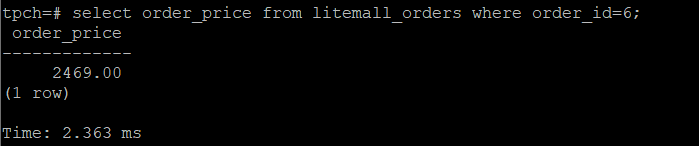 tpch=# select order_price from litemall_orders where order_id=6;
order_price
-------------
2469.00
(1 row)
Time: 2.363 ms